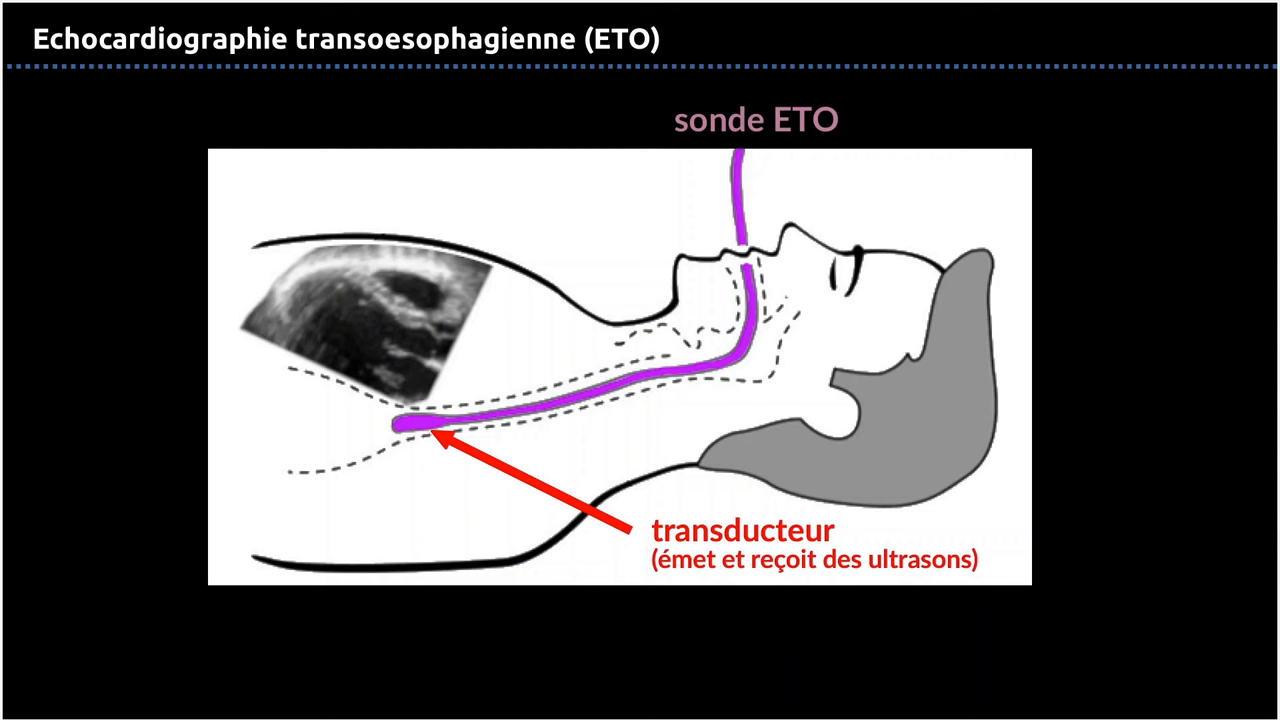 Echocardiographie transoesophagienne (ETO)
sonde ETO
transducteur
(émet et reçoit des ultrasons)